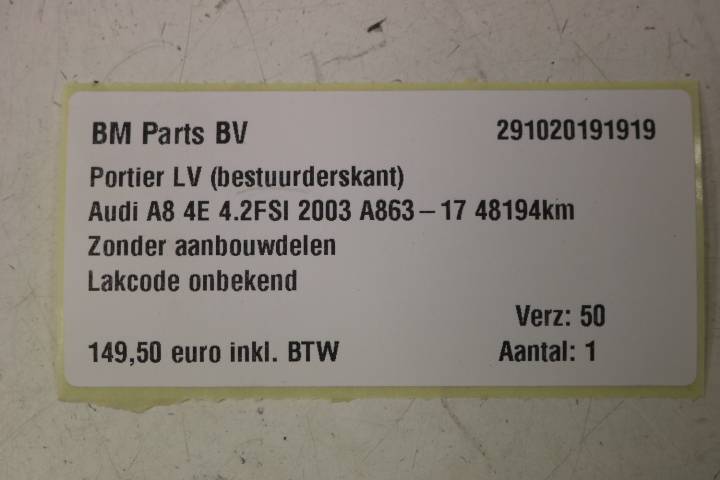 BM Parts BV 291020191919
Portier LV (bestuurderskant)
Audi A8 4E 4.2FSI 2003 A863-17 48194km
Zonder aanbouwdelen
Lakcode onbekend
Verz: 50
149,50 euro inkl. BTW Aantal: 1